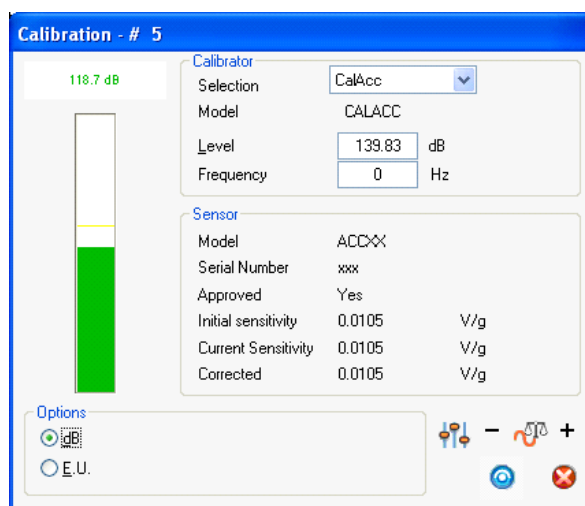 Calibration - # 5
118.7 dB
Calibrator
Selection CalAcc
Model CALACC
Level 139.83 dB
Frequency 0 Hz
Sensor
Model ACCXX
Serial Number xxx
Approved Yes
Initial sensitivity 0.0105 V/g
Current Sensitivity 0.0105 V/g
Corrected 0.0105 V/g
Options
dB
E.U.
- +